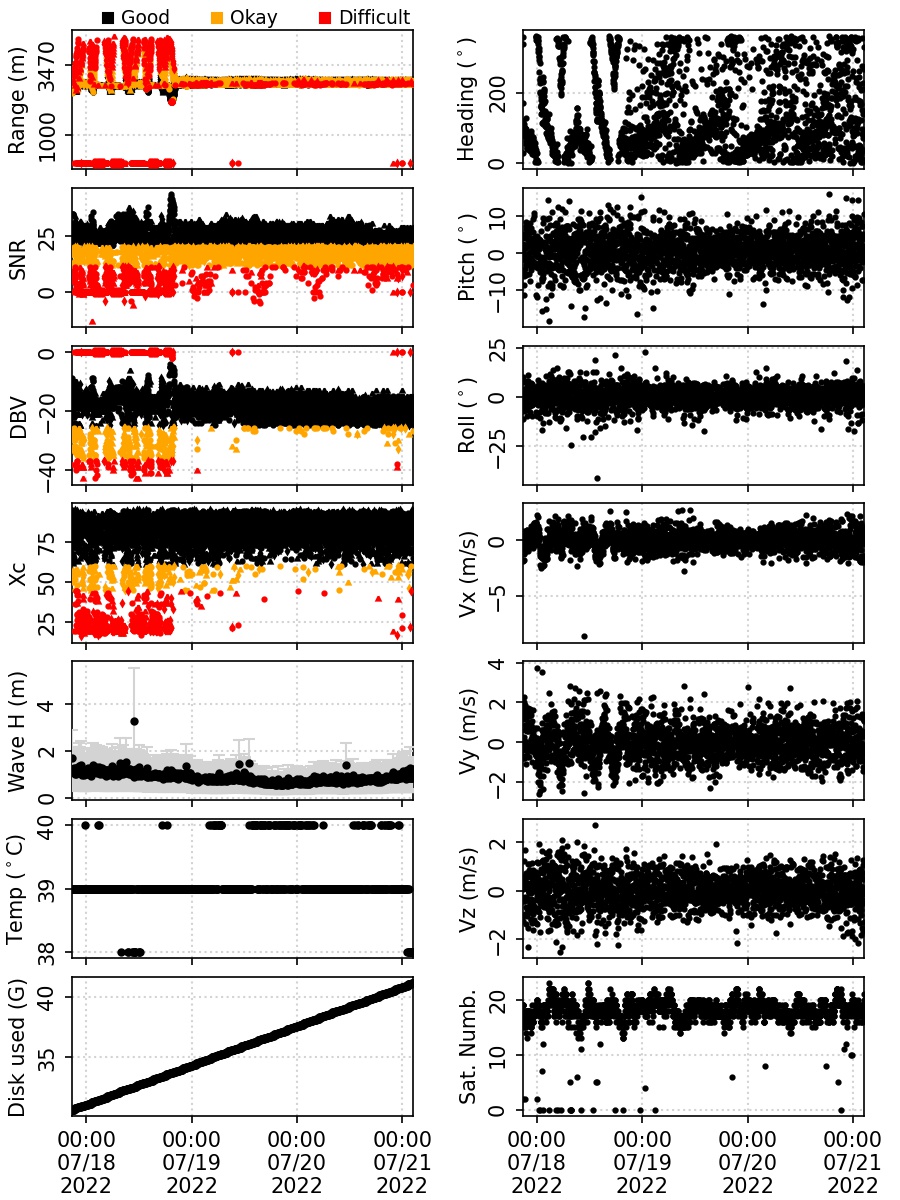 Good Okay Difficult
Range (m)
3470
1000
Heading (°)
200
0
SNR
25
0
Pitch (°)
10
0
−10
DBV
0
−20
−40
Roll (°)
25
0
−25
Xc
75
50
25
Vx (m/s)
0
−5
Wave H (m)
4
2
0
Vy (m/s)
4
2
0
−2
Temp (°C)
40
39
38
Vz (m/s)
2
0
−2
Disk used (G)
40
35
Sat. Numb.
20
10
0
00:00 00:00 00:00 00:00
07/18 07/19 07/20 07/21
2022 2022 2022 2022
00:00 00:00 00:00 00:00
07/18 07/19 07/20 07/21
2022 2022 2022 2022